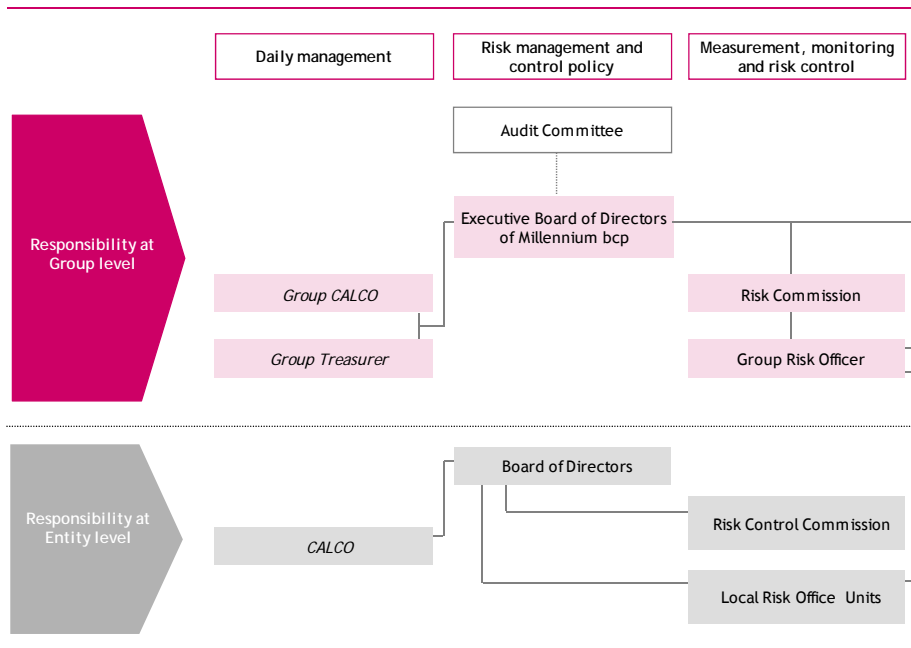 Daily management
Risk management and
control policy
Measurement, monitoring
and risk control
Audit Committee
Responsibility at
Group level
Executive Board of Directors
of Millennium bcp
Group CALCO
Risk Commission
Group Treasurer
Group Risk Officer
Responsibility at
Entity level
Board of Directors
Risk Control Commission
CALCO
Local Risk Office Units